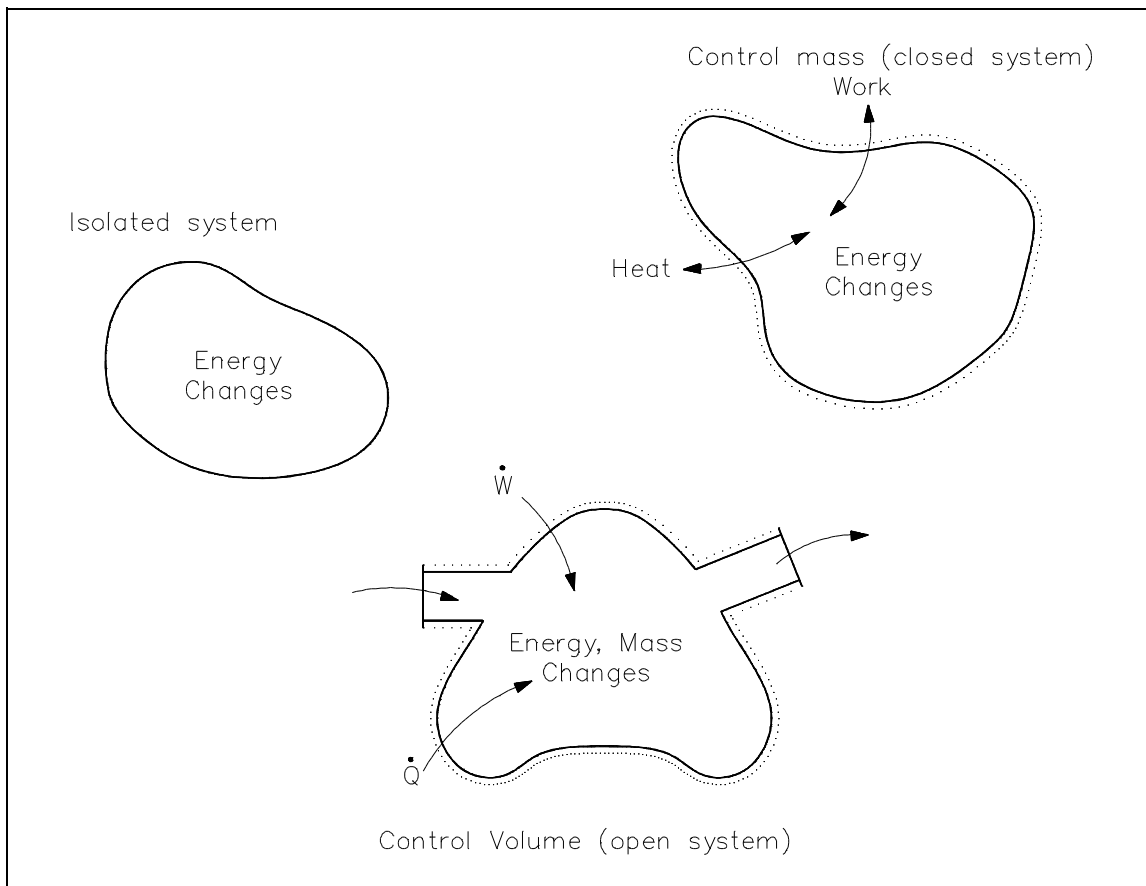 Control mass (closed system)
Work
Isolated system
Heat
Energy
Changes
Energy
Changes
Ẇ
Energy, Mass
Changes
Q̇
Control Volume (open system)